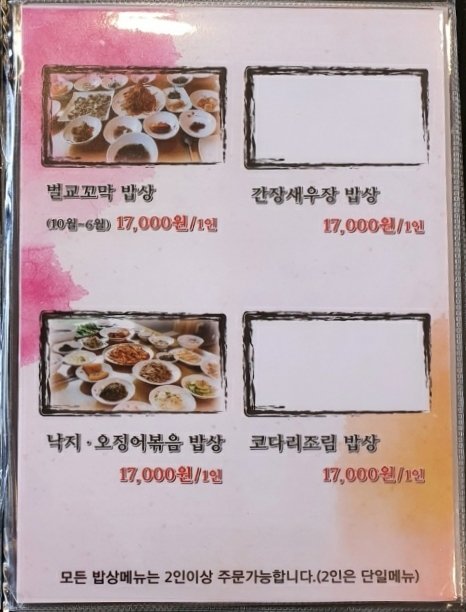 벌교꼬막 밥상
(10월~6월) 17,000원/1인
간장새우장 밥상
17,000원/1인
낙지·오징어볶음 밥상
17,000원/1인
코다리조림 밥상
17,000원/1인
모든 밥상메뉴는 2인이상 주문가능합니다.(2인은 단일메뉴)